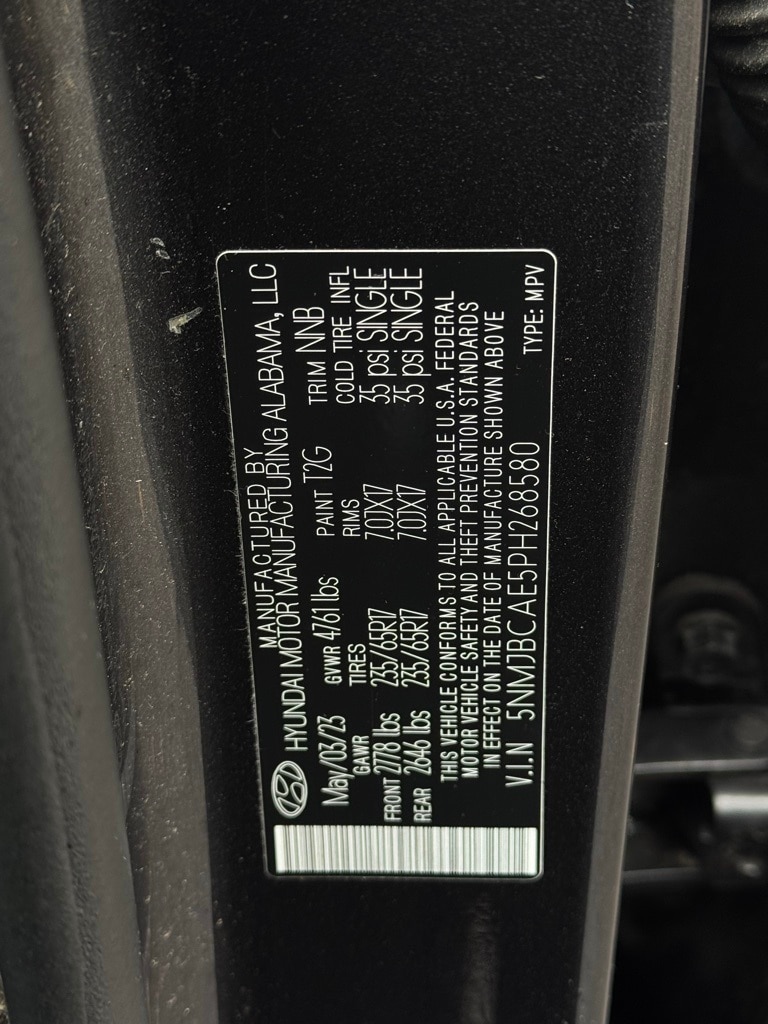 MANUFACTURED BY
HYUNDAI MOTOR MANUFACTURING ALABAMA, LLC
May/03/23 GVWR 4761 lbs PAINT T2G TRIM NNB
GAWR TIRES RIMS COLD TIRE INFL
FRONT 2778 lbs 235/65R17 7.0JX17 35 psi SINGLE
REAR 2646 lbs 235/65R17 7.0JX17 35 psi SINGLE
THIS VEHICLE CONFORMS TO ALL APPLICABLE U.S.A. FEDERAL
MOTOR VEHICLE SAFETY AND THEFT PREVENTION STANDARDS
IN EFFECT ON THE DATE OF MANUFACTURE SHOWN ABOVE
V.I.N 5NMJBCAE5PH268580 TYPE: MPV